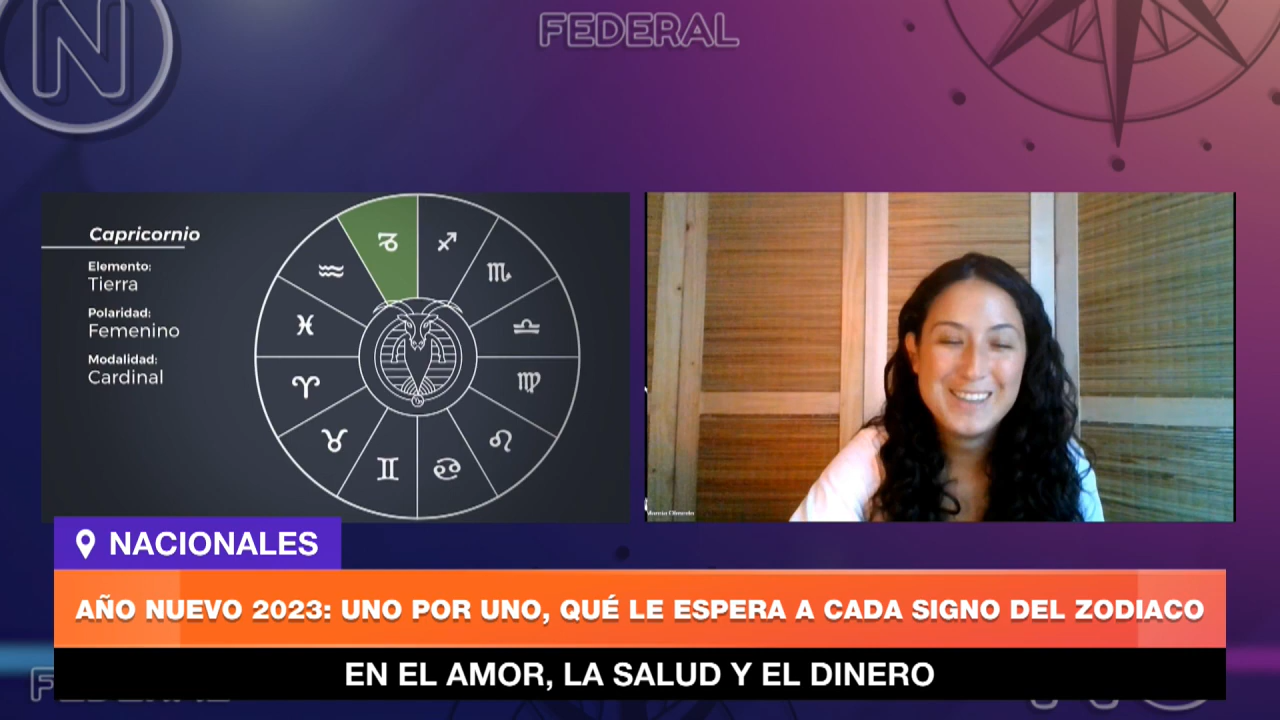 N
FEDERAL
Capricornio
Elemento:
Tierra
Polaridad:
Femenino
Modalidad:
Cardinal
NACIONALES
AÑO NUEVO 2023: UNO POR UNO, QUÉ LE ESPERA A CADA SIGNO DEL ZODIACO
EN EL AMOR, LA SALUD Y EL DINERO